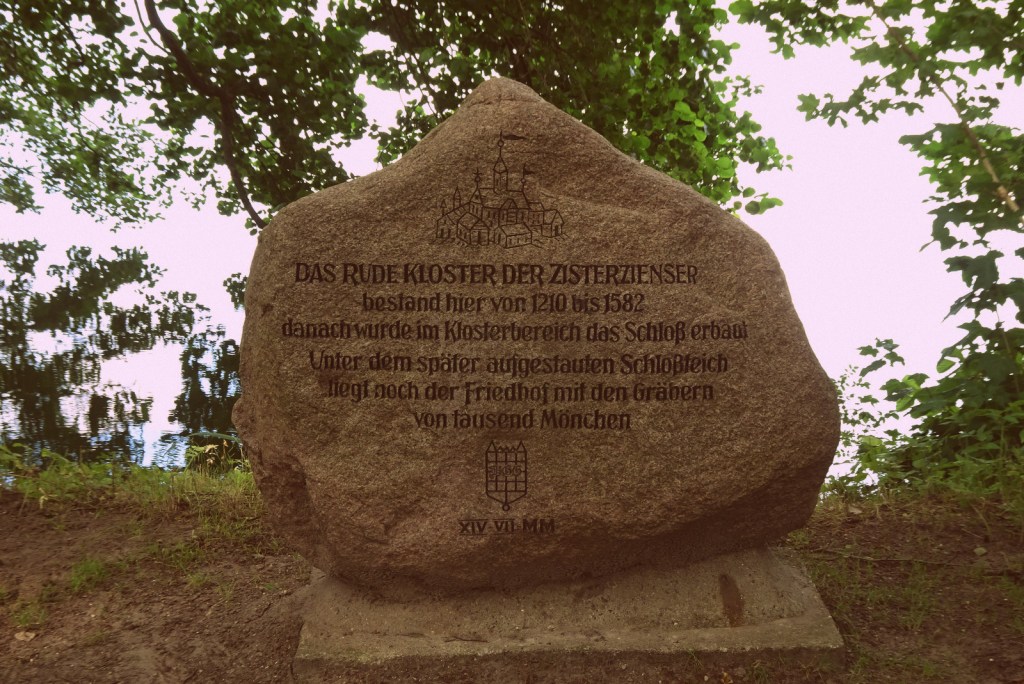 DAS RUDE KLOSTER DER ZISTERZIENSER
bestand hier von 1210 bis 1582
danach wurde im Klosterbereich das Schloß erbaut
Unter dem später aufgestauten Schloßteich
liegt noch der Friedhof mit den Gräbern
von tausend Mönchen
XIV VII MM